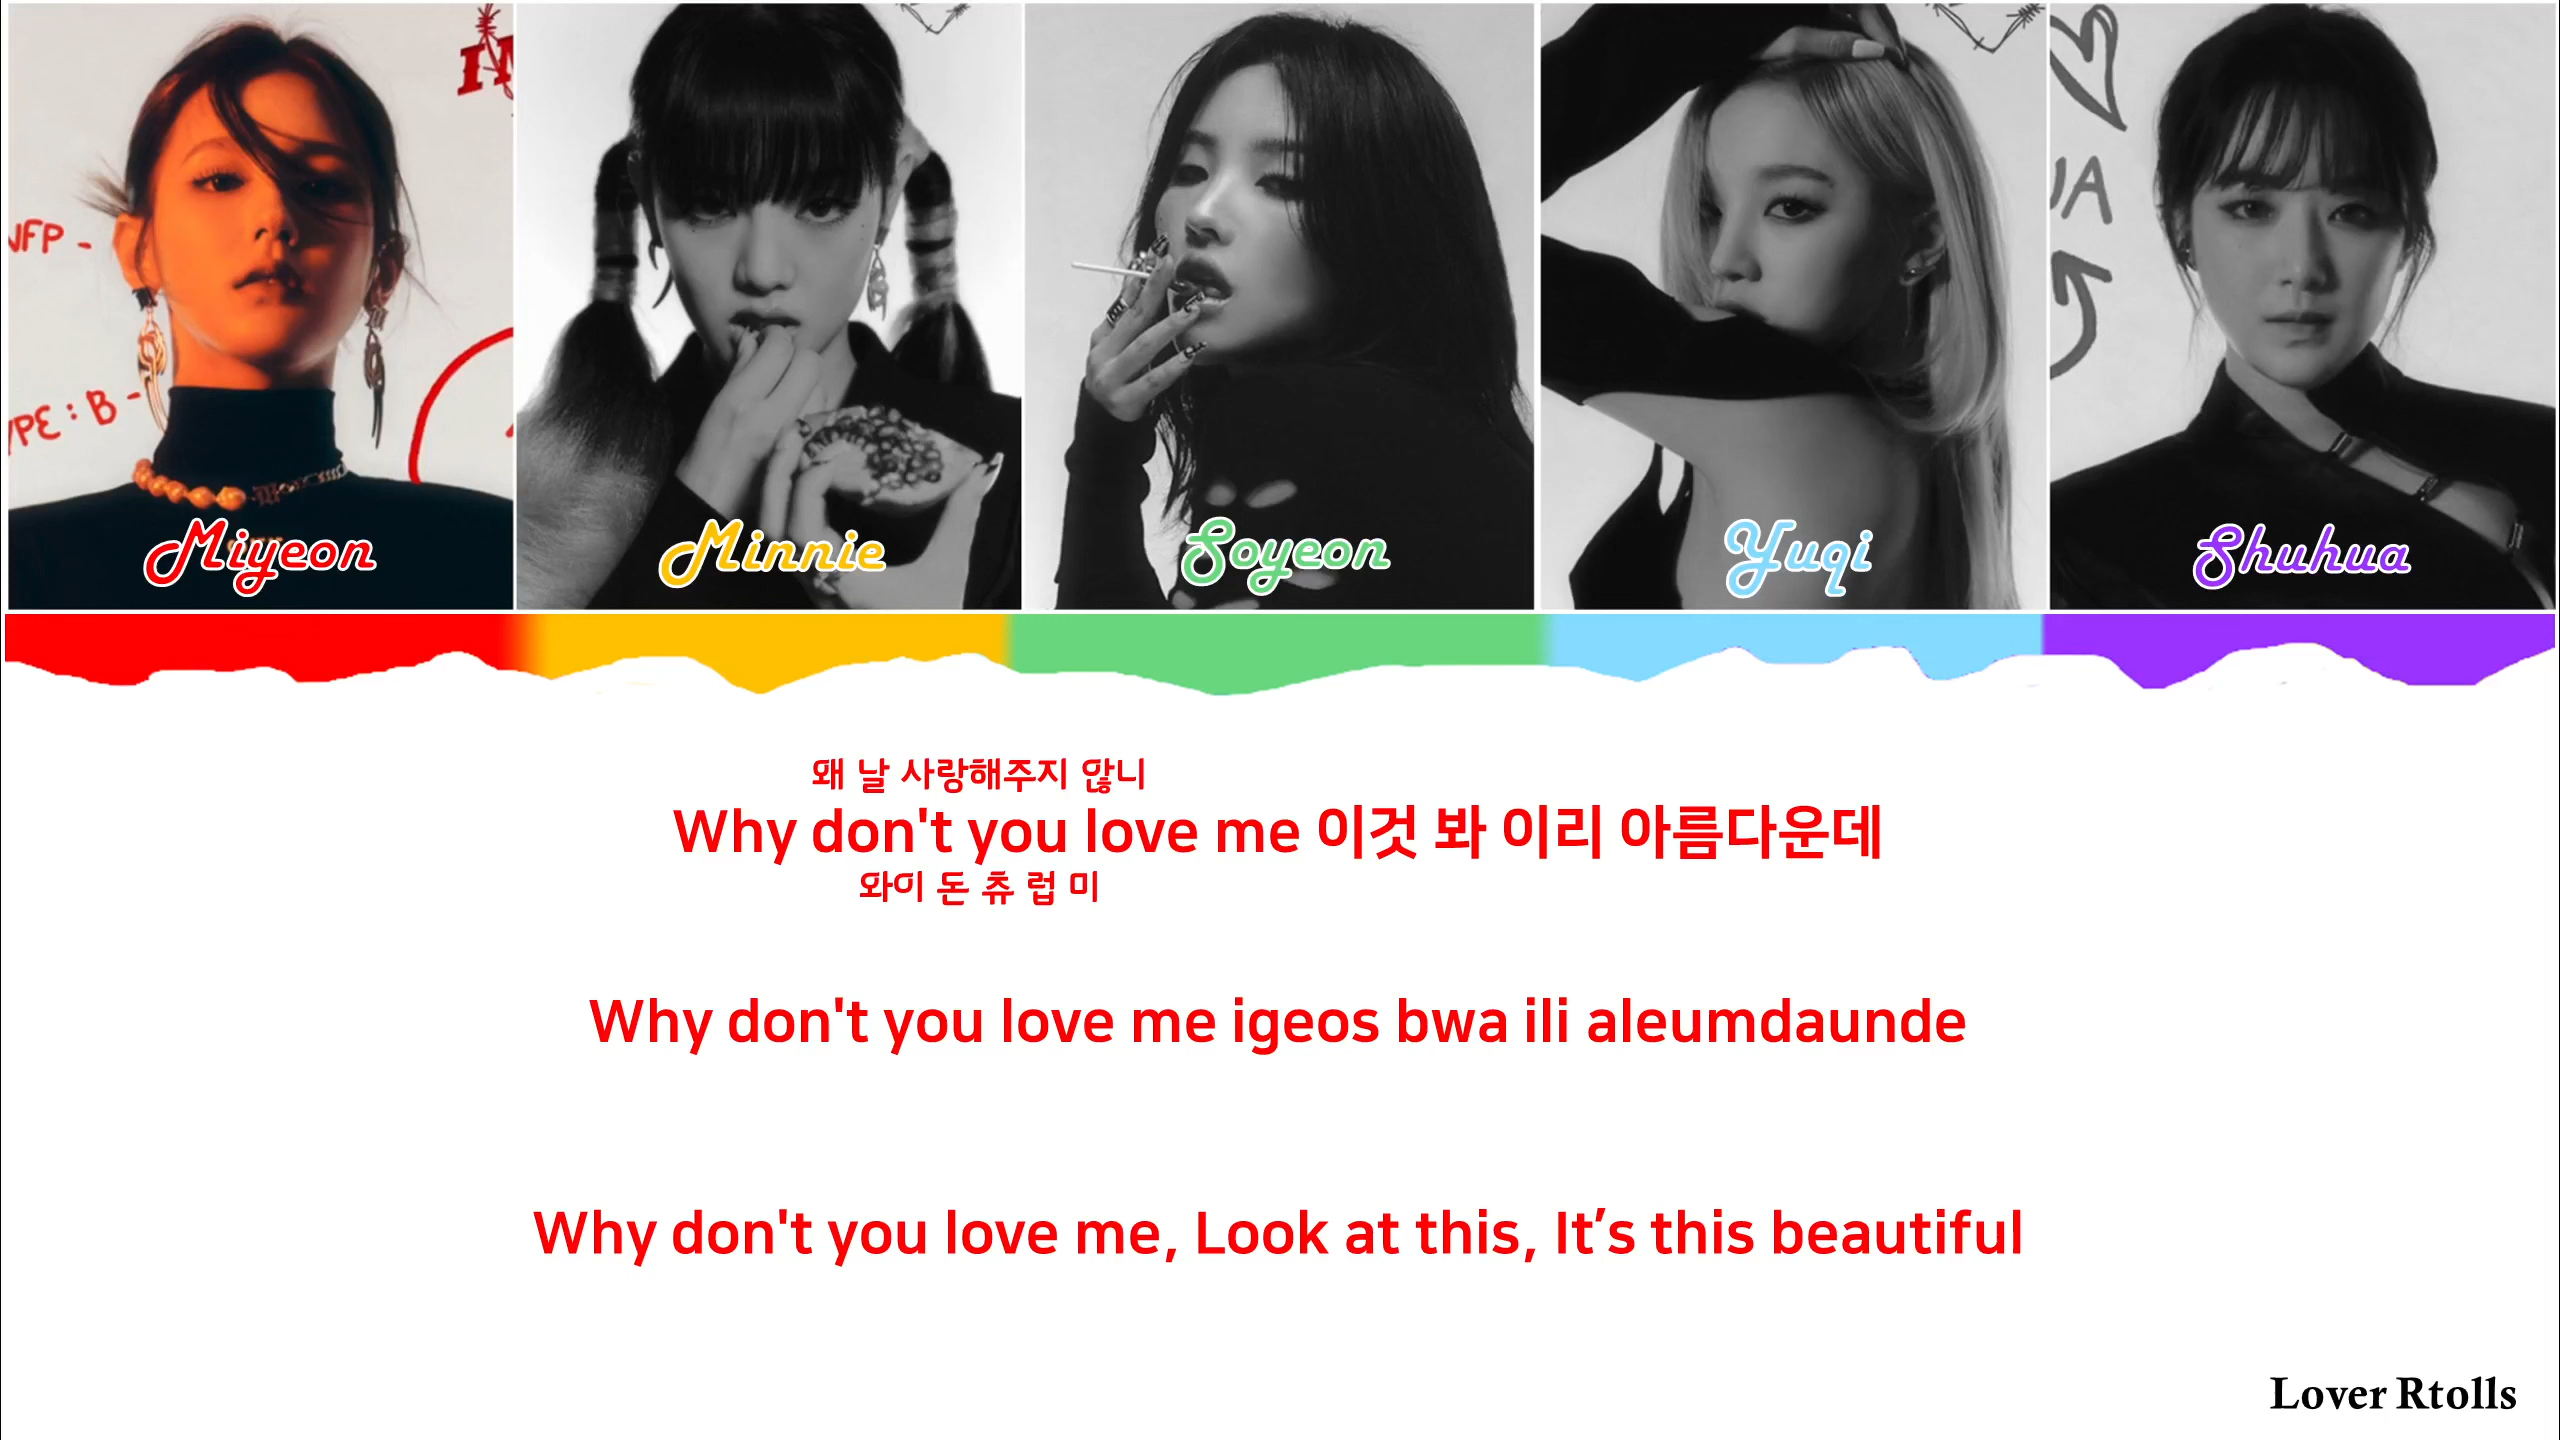 VFP -
YPE : B -
UA
Miyeon
Minnie
Soyeon
Yuqi
Shuhua
왜 날 사랑해주지 않니
Why don't you love me 이것 봐 이리 아름다운데
와이 돈 츄 럽 미
Why don't you love me igeos bwa ili aleumdaunde
Why don't you love me, Look at this, It’s this beautiful
Lover Rtolls